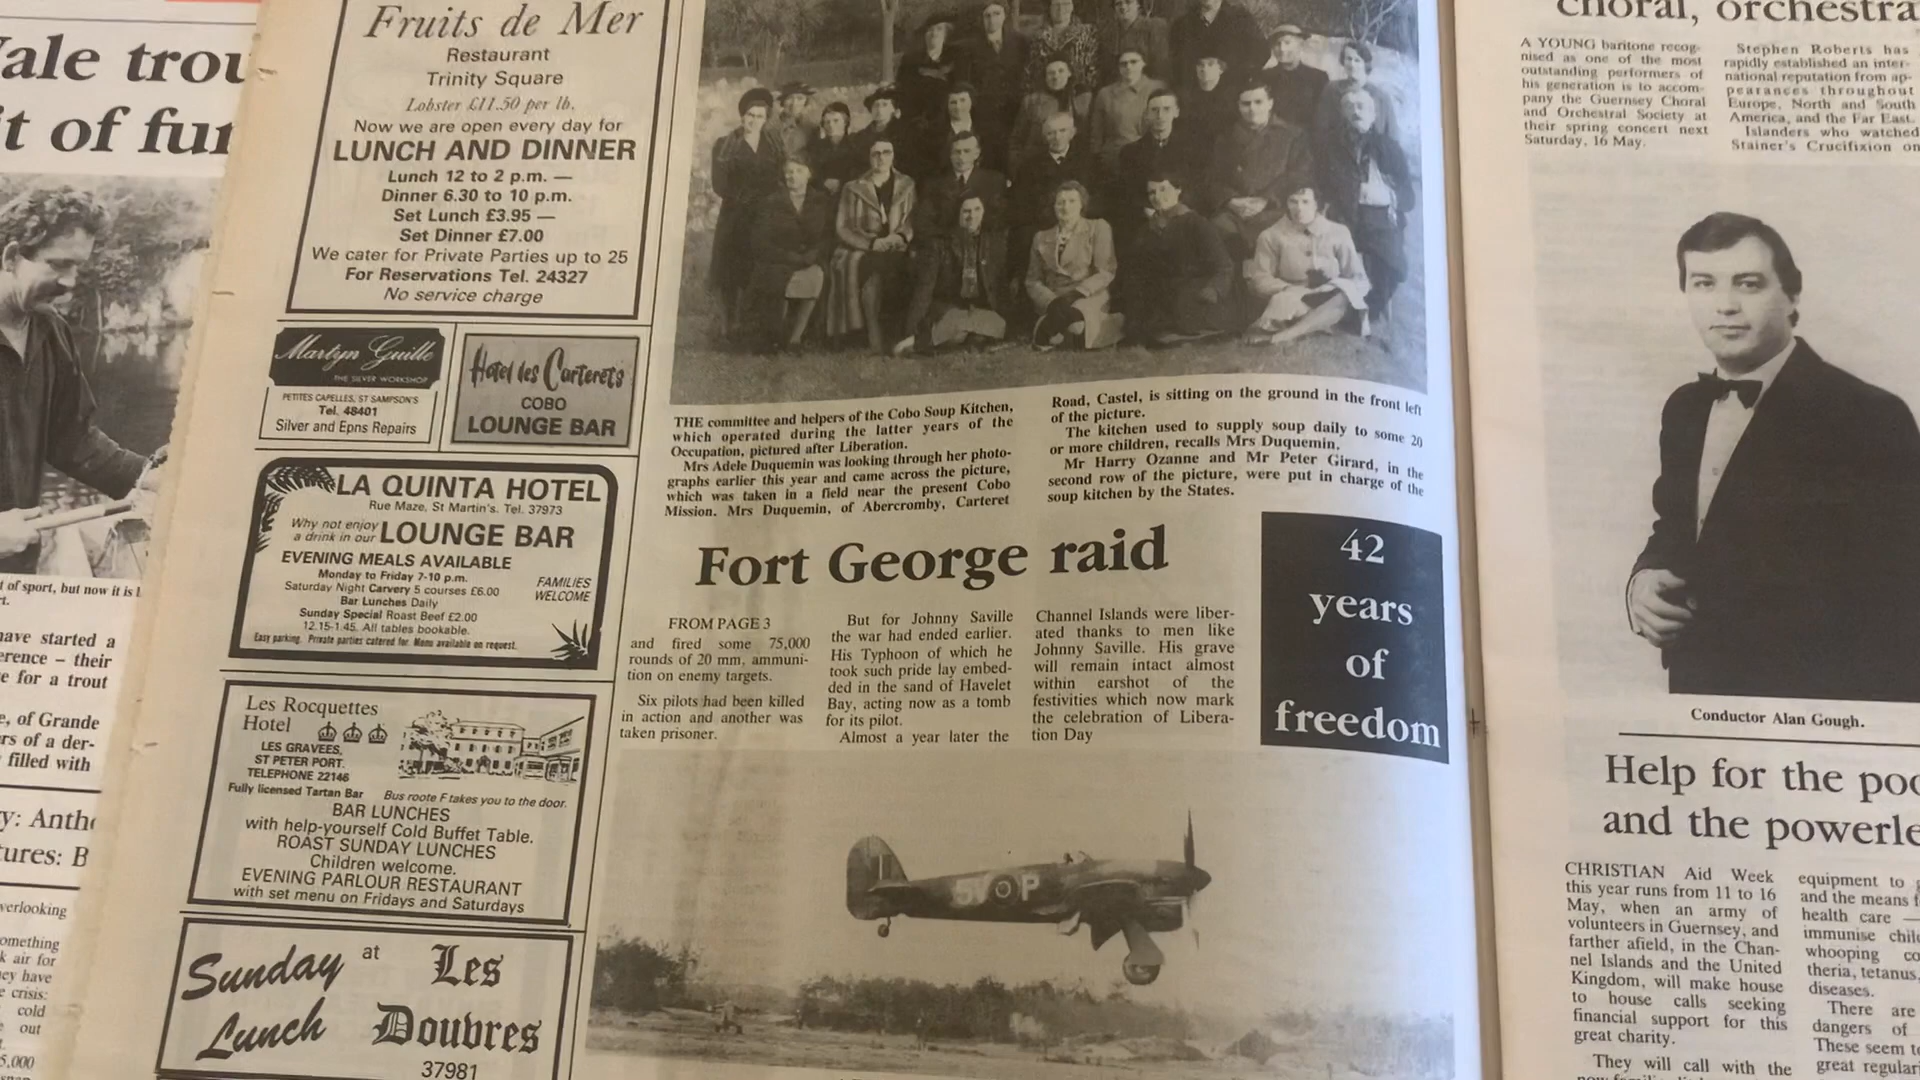 ale trou
it of fur
t of sport, but now it is l
rt.
have started a
erence – their
e for a trout
e, of Grande
rs of a der-
filled with
y: Anth
tures: B
verlooking
omething
k air for
ey have
e crisis:
cold
out
5,000
Fruits de Mer
Restaurant
Trinity Square
Lobster £11.50 per lb.
Now we are open every day for
LUNCH AND DINNER
Lunch 12 to 2 p.m. —
Dinner 6.30 to 10 p.m.
Set Lunch £3.95 —
Set Dinner £7.00
We cater for Private Parties up to 25
For Reservations Tel. 24327
No service charge
Martyn Guille
THE SILVER WORKSHOP
PETITES CAPELLES, ST SAMPSON'S
Tel. 48401
Silver and Epns Repairs
Hotel des Carterets
COBO
LOUNGE BAR
LA QUINTA HOTEL
Rue Maze, St Martin's. Tel. 37973
Why not enjoy
a drink in our LOUNGE BAR
EVENING MEALS AVAILABLE
Monday to Friday 7-10 p.m.
Saturday Night Carvery 5 courses £6.00
Bar Lunches Daily
Sunday Special Roast Beef £2.00
12.15-1.45. All tables bookable.
Easy parking. Private parties catered for. Menu available on request.
FAMILIES
WELCOME
Les Rocquettes
Hotel
LES GRAVEES,
ST PETER PORT.
TELEPHONE 22146
Fully licensed Tartan Bar
Bus roote F takes you to the door.
BAR LUNCHES
with help-yourself Cold Buffet Table.
ROAST SUNDAY LUNCHES
Children welcome.
EVENING PARLOUR RESTAURANT
with set menu on Fridays and Saturdays
Sunday
Lunch
at
Les
Douvres
37981
THE committee and helpers of the Cobo Soup Kitchen,
which operated during the latter years of the
Occupation, pictured after Liberation.
Mrs Adele Duquemin was looking through her photo-
graphs earlier this year and came across the picture,
which was taken in a field near the present Cobo
Mission. Mrs Duquemin, of Abercromby, Carteret
Road, Castel, is sitting on the ground in the front left
of the picture.
The kitchen used to supply soup daily to some 20
or more children, recalls Mrs Duquemin.
Mr Harry Ozanne and Mr Peter Girard, in the
second row of the picture, were put in charge of the
soup kitchen by the States.
Fort George raid
FROM PAGE 3
and fired some 75,000
rounds of 20 mm, ammuni-
tion on enemy targets.
Six pilots had been killed
in action and another was
taken prisoner.
But for Johnny Saville
the war had ended earlier.
His Typhoon of which he
took such pride lay embed-
ded in the sand of Havelet
Bay, acting now as a tomb
for its pilot.
Almost a year later the
Channel Islands were liber-
ated thanks to men like
Johnny Saville. His grave
will remain intact almost
within earshot of the
festivities which now mark
the celebration of Libera-
tion Day
42
years
of
freedom
P
choral, orchestra
A YOUNG baritone recog-
nised as one of the most
outstanding performers of
his generation is to accom-
pany the Guernsey Choral
and Orchestral Society at
their spring concert next
Saturday, 16 May.
Stephen Roberts has
rapidly established an inter-
national reputation from ap-
pearances throughout
Europe, North and South
America, and the Far East.
Islanders who watched
Stainer's Crucifixion on
Conductor Alan Gough.
Help for the poo
and the powerle
CHRISTIAN Aid Week
this year runs from 11 to 16
May, when an army of
volunteers in Guernsey, and
farther afield, in the Chan-
nel Islands and the United
Kingdom, will make house
to house calls seeking
financial support for this
great charity.
They will call with the
equipment to
and the means f
health care —
immunise chil
whooping co
theria, tetanus,
diseases.
There are
dangers of
These seem to
great regular